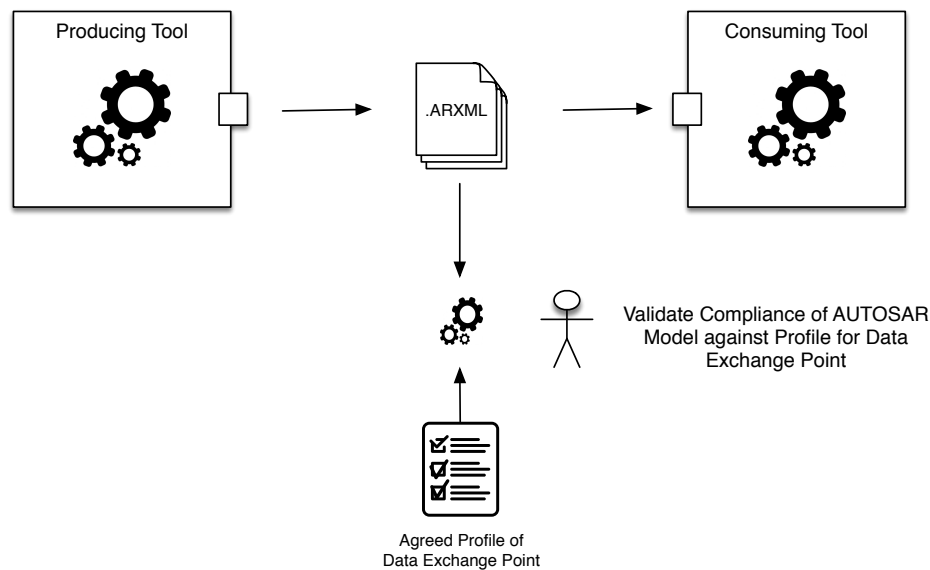 Producing Tool
Consuming Tool
.ARXML
Validate Compliance of AUTOSAR
Model against Profile for Data
Exchange Point
Agreed Profile of
Data Exchange Point